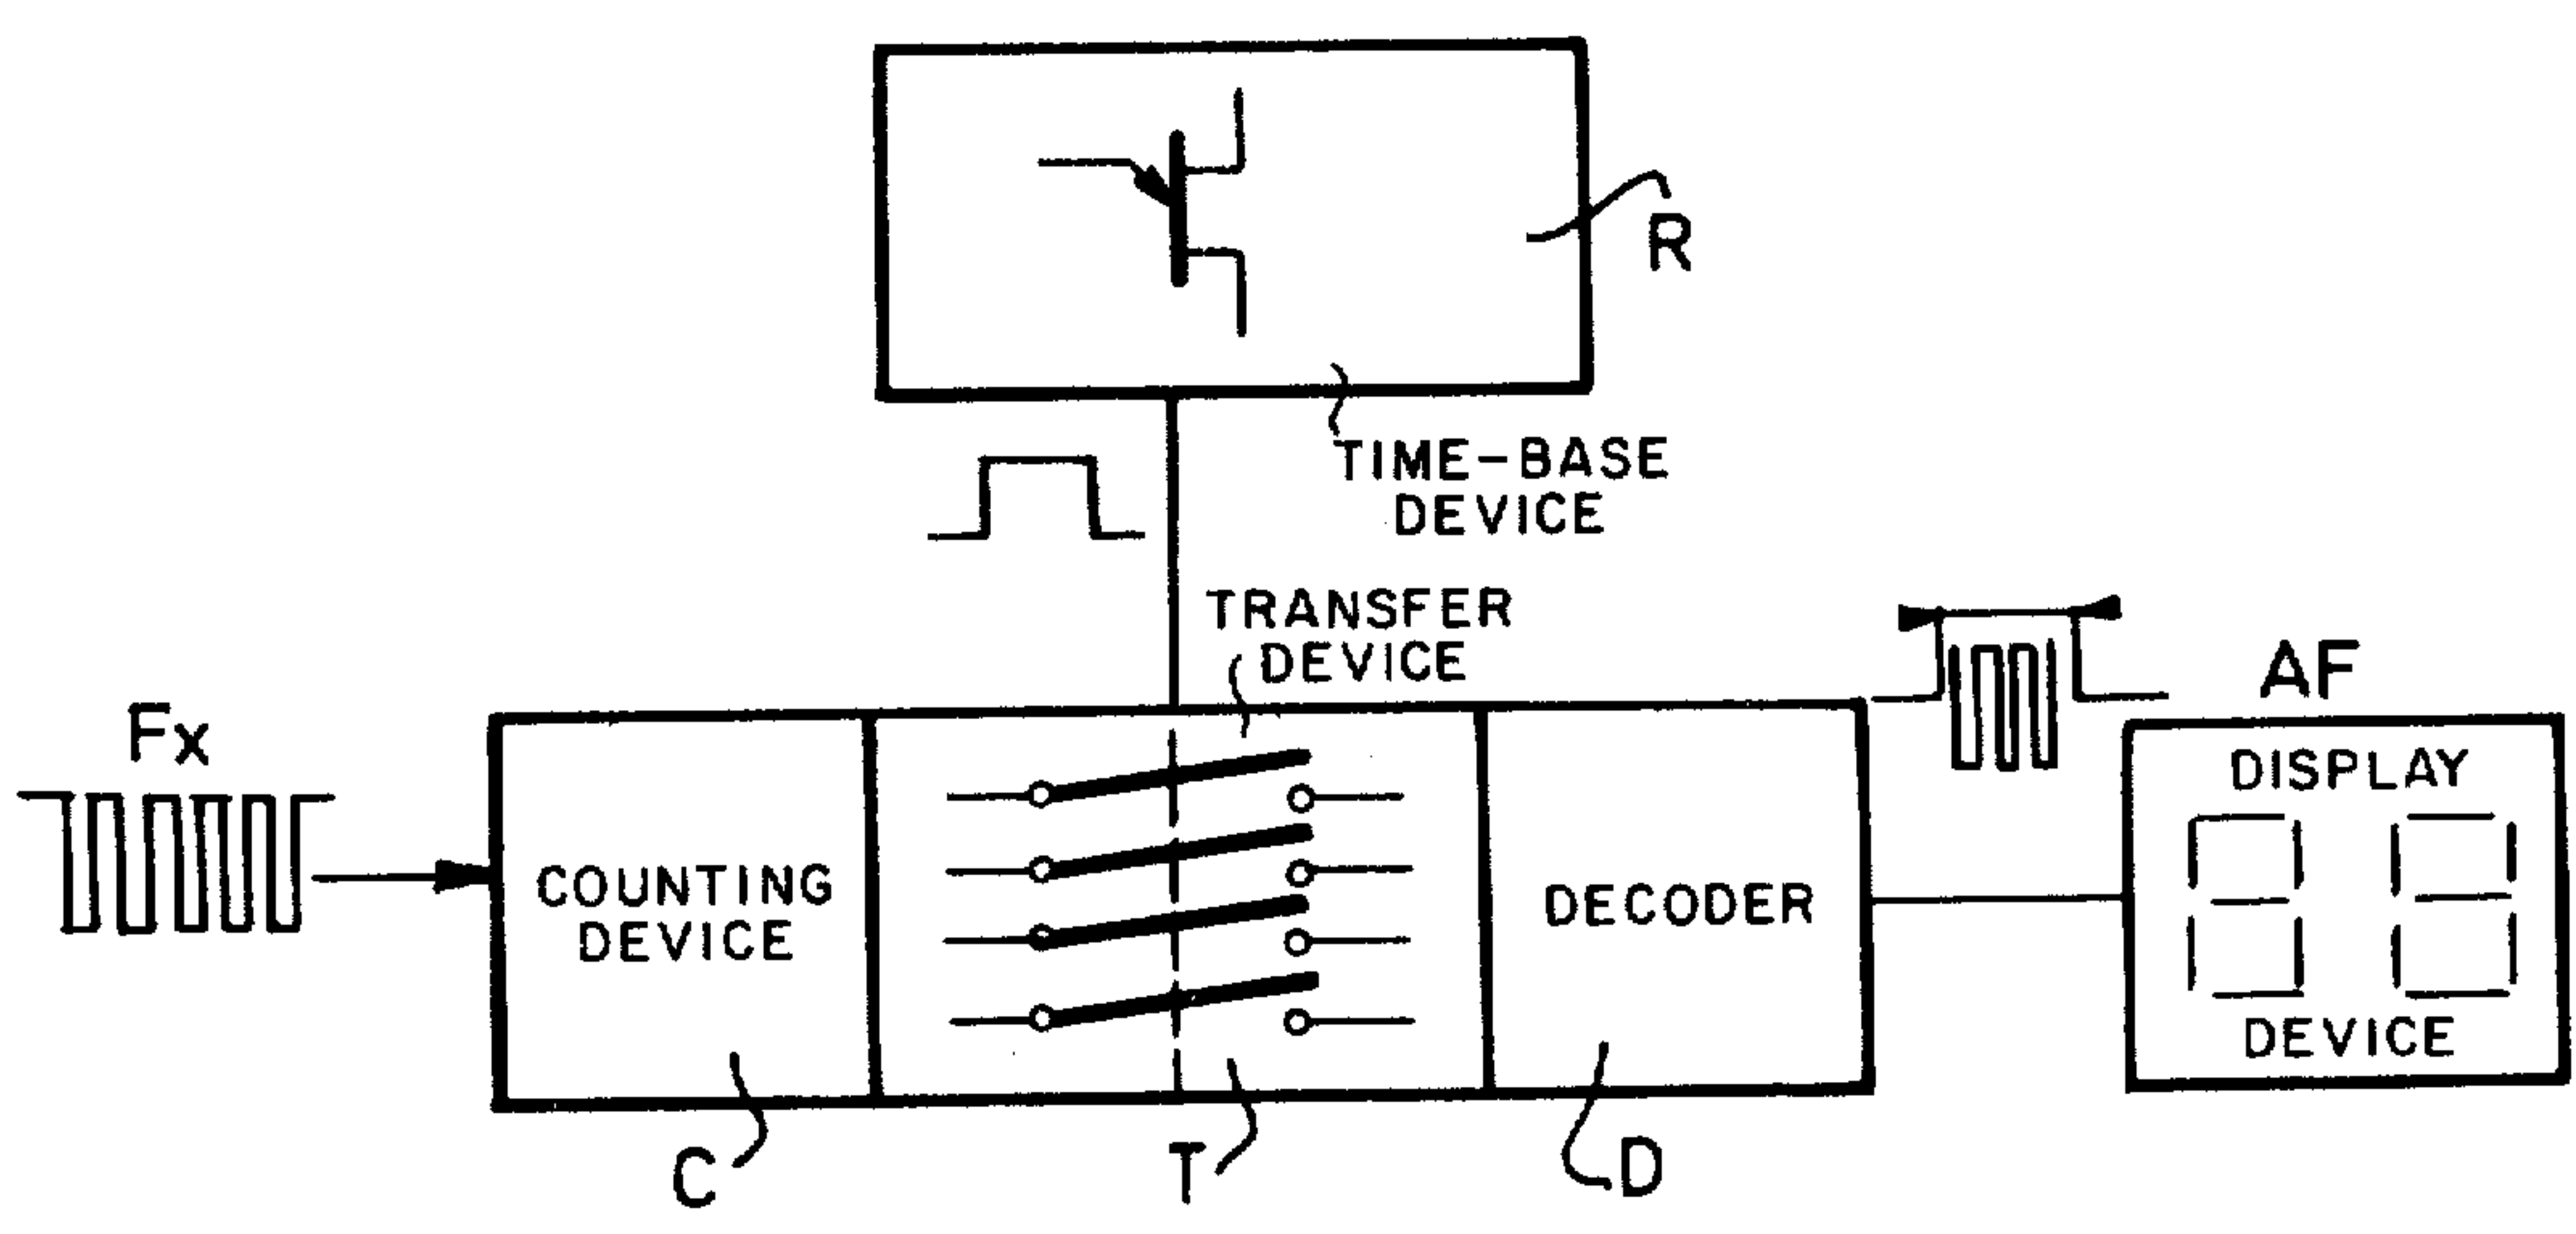 R
TIME-BASE
DEVICE
TRANSFER
DEVICE
Fx
AF
DISPLAY
DEVICE
COUNTING
DEVICE
DECODER
C
T
D